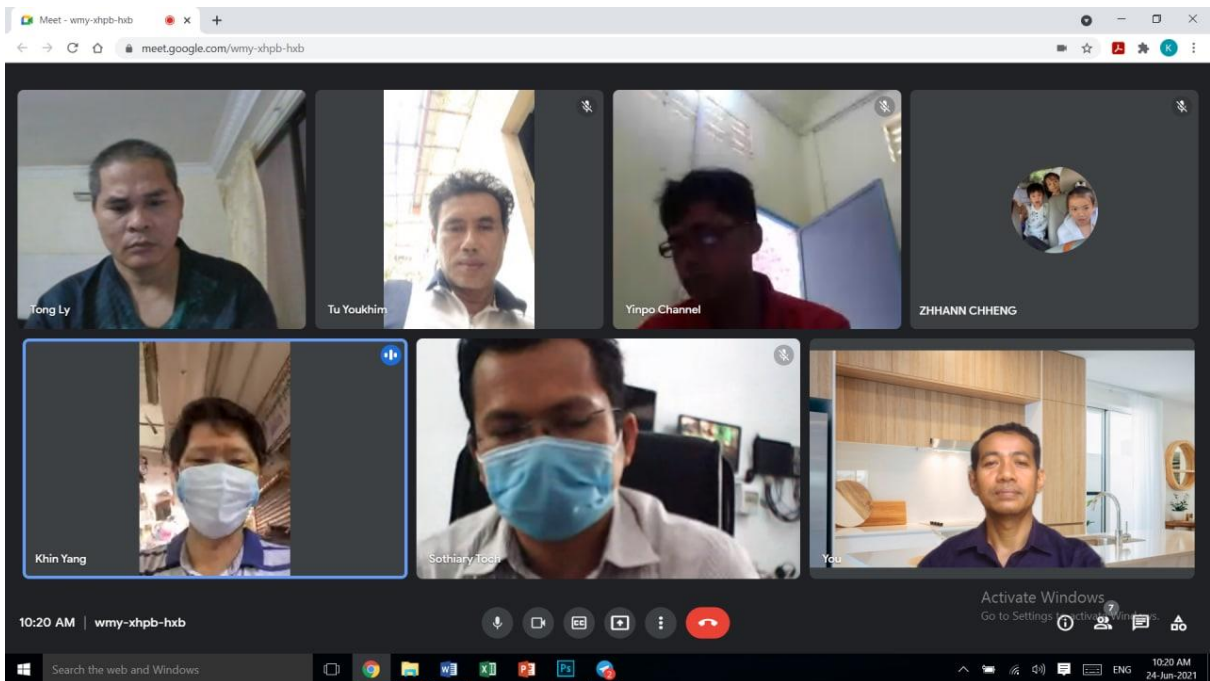 Meet - wmy-xhpb-hxb
meet.google.com/wmy-xhpb-hxb
K
Tong Ly
Tu Youkhim
Yinpo Channel
ZHHANN CHHENG
Khin Yang
Sothiary Toch
You
Activate Windows
Go to Settings to activate Windows.
7
10:20 AM | wmy-xhpb-hxb
CC
Search the web and Windows
W
X
P
Ps
ENG
10:20 AM
24-Jun-2021